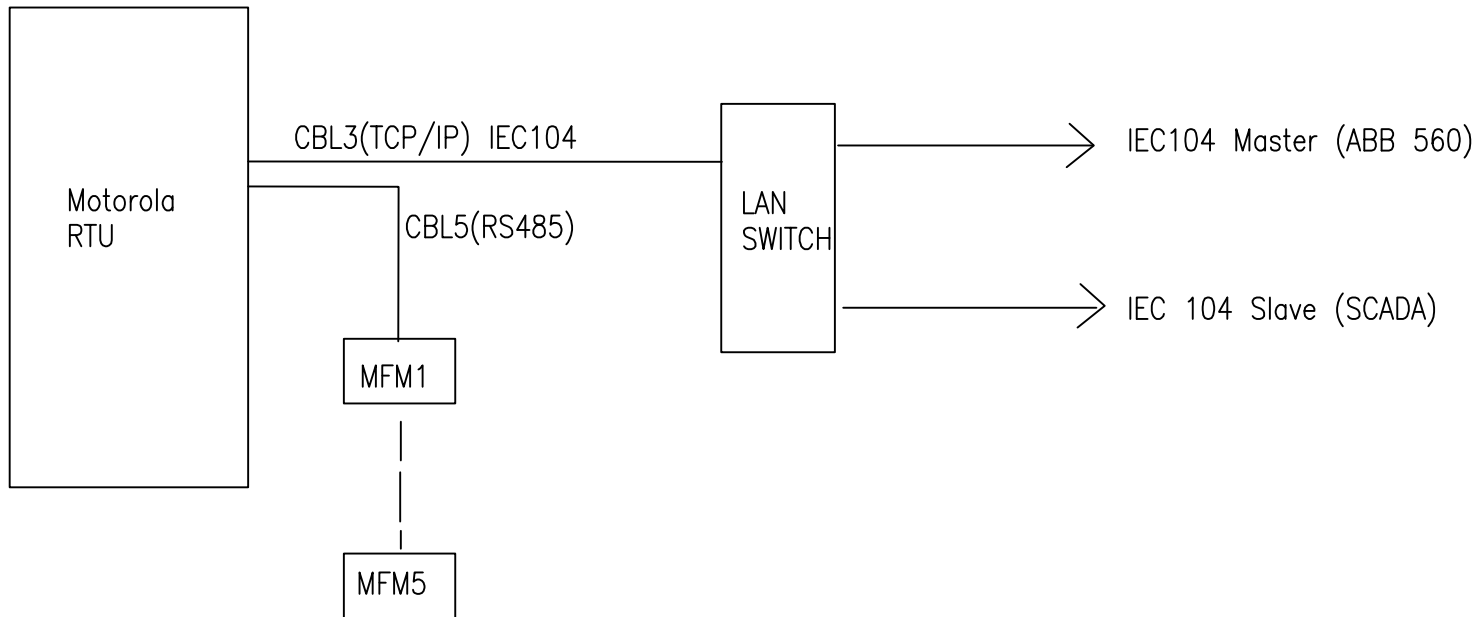 CBL3(TCP/IP) IEC104
IEC104 Master (ABB 560)
Motorola
RTU
CBL5(RS485)
LAN
SWITCH
IEC 104 Slave (SCADA)
MFM1
MFM5